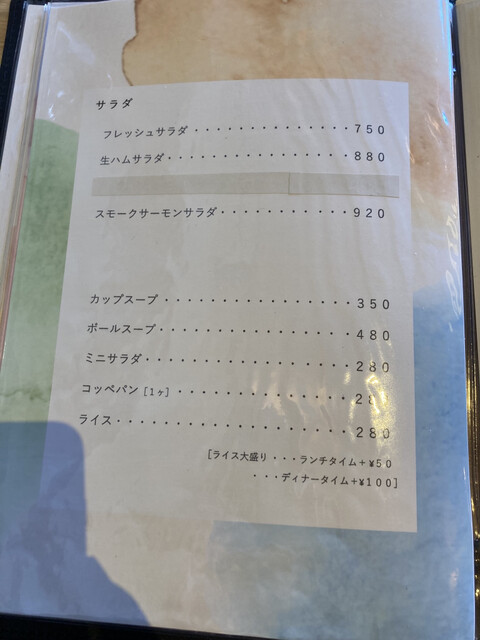 サラダ
フレッシュサラダ・・・・・・・・・・・・・・・７５０
生ハムサラダ・・・・・・・・・・・・・・・・・８８０
スモークサーモンサラダ・・・・・・・・・・・・９２０
カップスープ・・・・・・・・・・・・・・・・・３５０
ボールスープ・・・・・・・・・・・・・・・・・４８０
ミニサラダ・・・・・・・・・・・・・・・・・・２８０
コッペパン［1ヶ］・・・・・・・・・・・・・・・２８
ライス・・・・・・・・・・・・・・・・・・・・２８０
［ライス大盛り・・・ランチタイム＋¥５０
・・・ディナータイム＋¥１００］